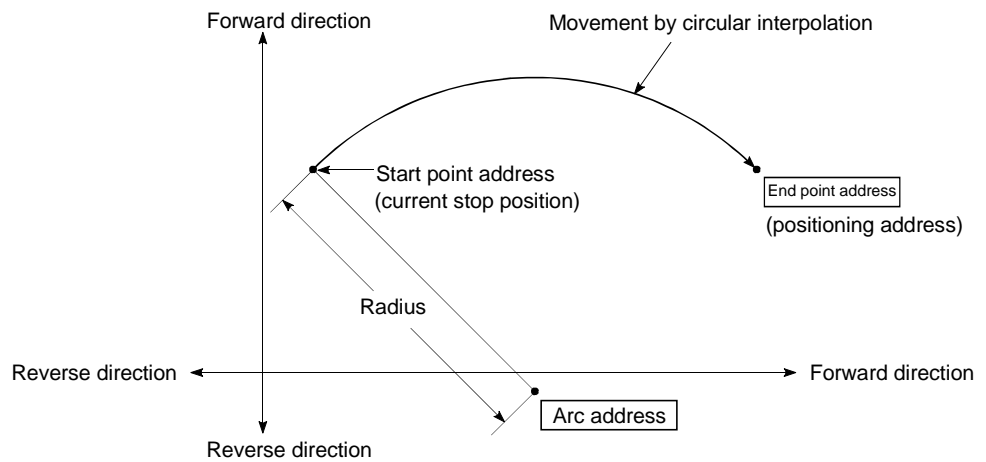 Forward direction
Movement by circular interpolation
Start point address
(current stop position)
End point address
(positioning address)
Radius
Reverse direction
Forward direction
Arc address
Reverse direction